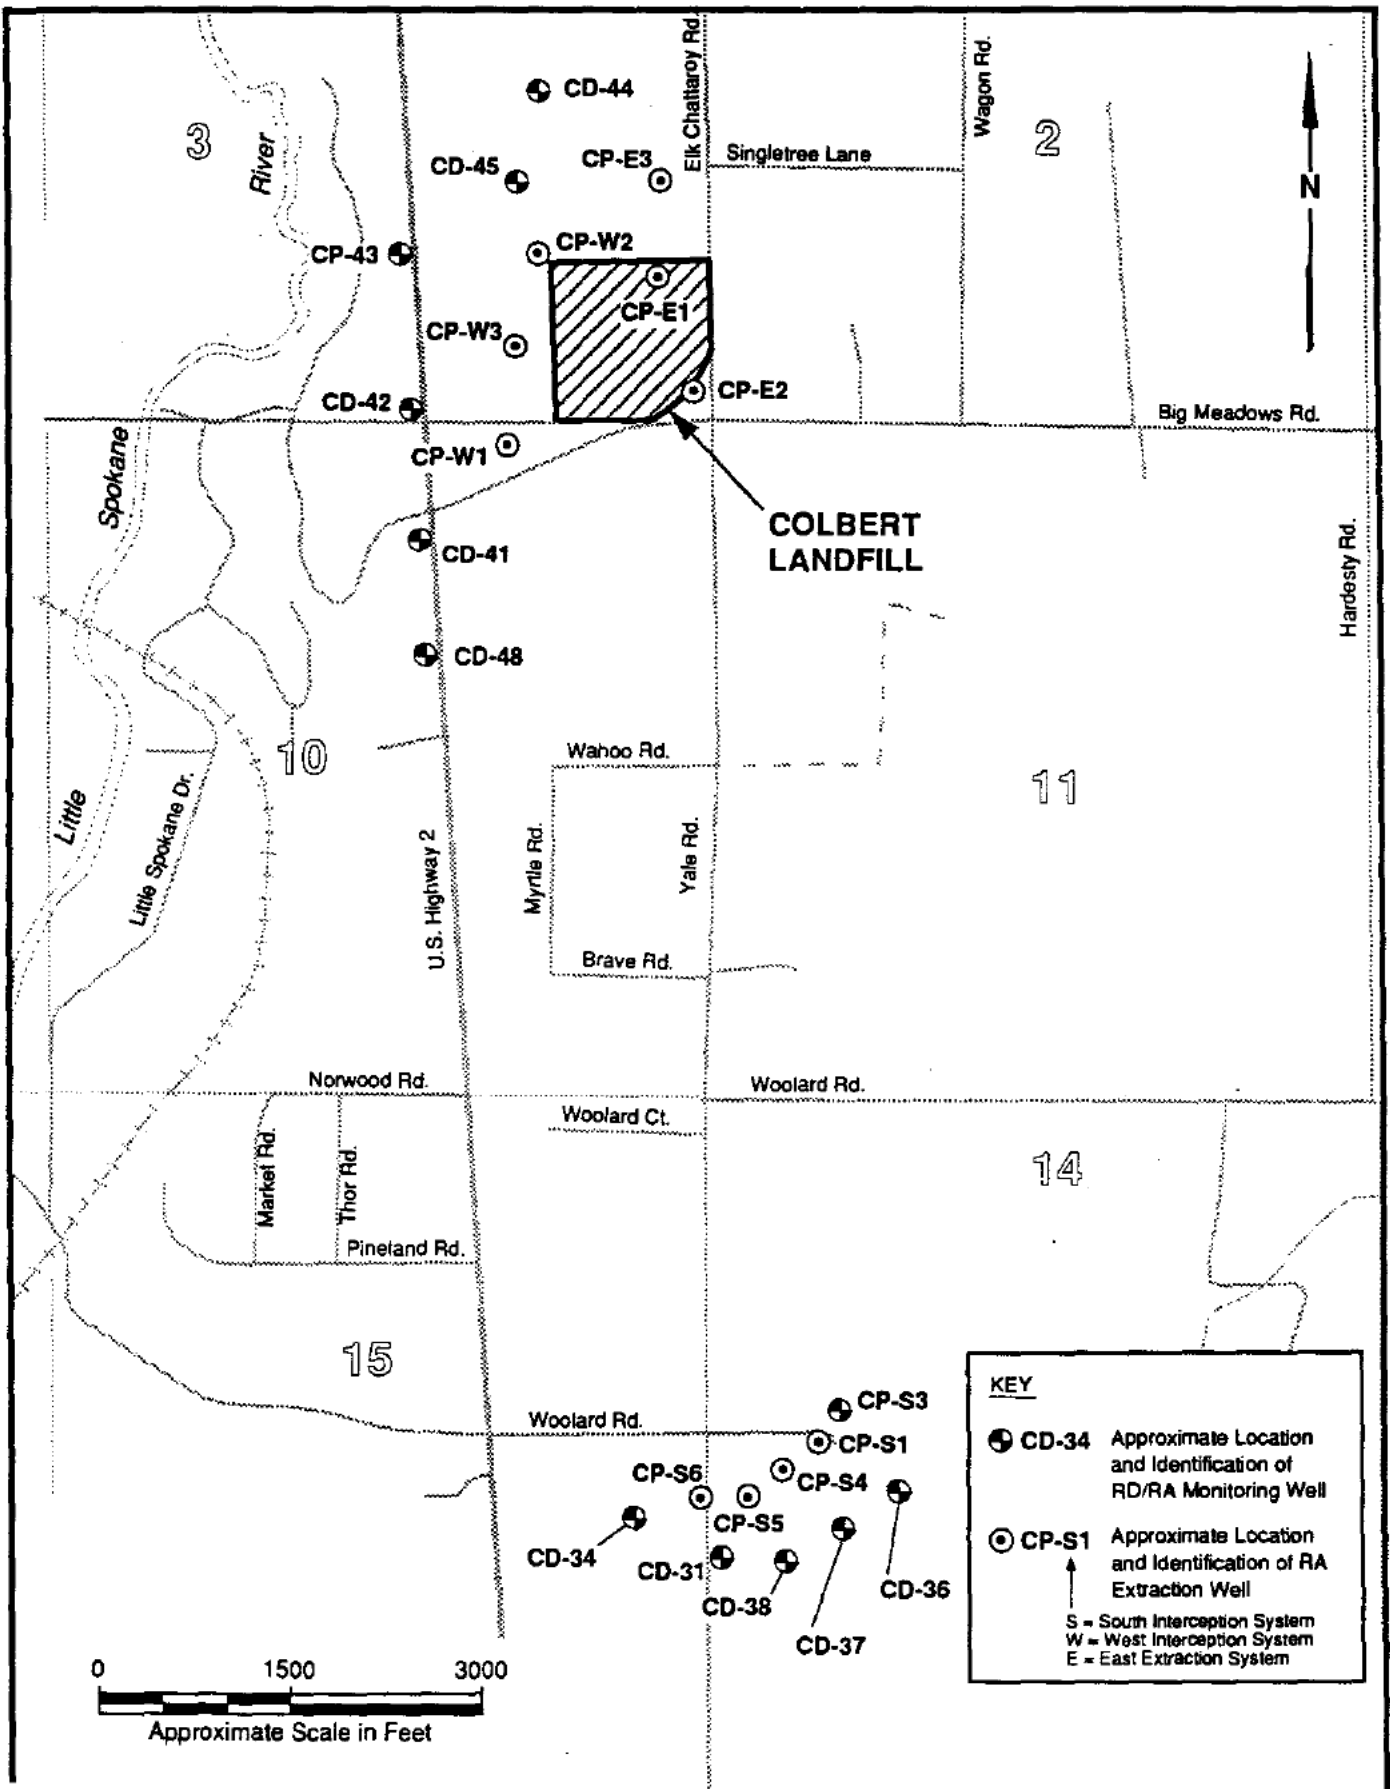 Elk Chattaroy Rd.
Wagon Rd.
CD-44
3
River
CD-45
CP-E3
Singletree Lane
2
N
CP-43
CP-W2
CP-E1
CP-W3
CD-42
CP-E2
Big Meadows Rd.
CP-W1
Spokane
COLBERT
LANDFILL
CD-41
Hardesty Rd.
CD-48
10
Wahoo Rd.
11
Little
Little Spokane Dr.
U.S. Highway 2
Myrtle Rd.
Yale Rd.
Brave Rd.
Norwood Rd.
Woolard Rd.
Woolard Ct.
Market Rd.
Thor Rd.
14
Pineland Rd.
15
Woolard Rd.
CP-S3
CP-S1
CP-S6
CP-S4
CP-S5
CD-34
CD-31
CD-38
CD-36
CD-37
KEY
CD-34 Approximate Location
and Identification of
RD/RA Monitoring Well
CP-S1 Approximate Location
and Identification of RA
Extraction Well
S = South Interception System
W = West Interception System
E = East Extraction System
0 1500 3000
Approximate Scale in Feet